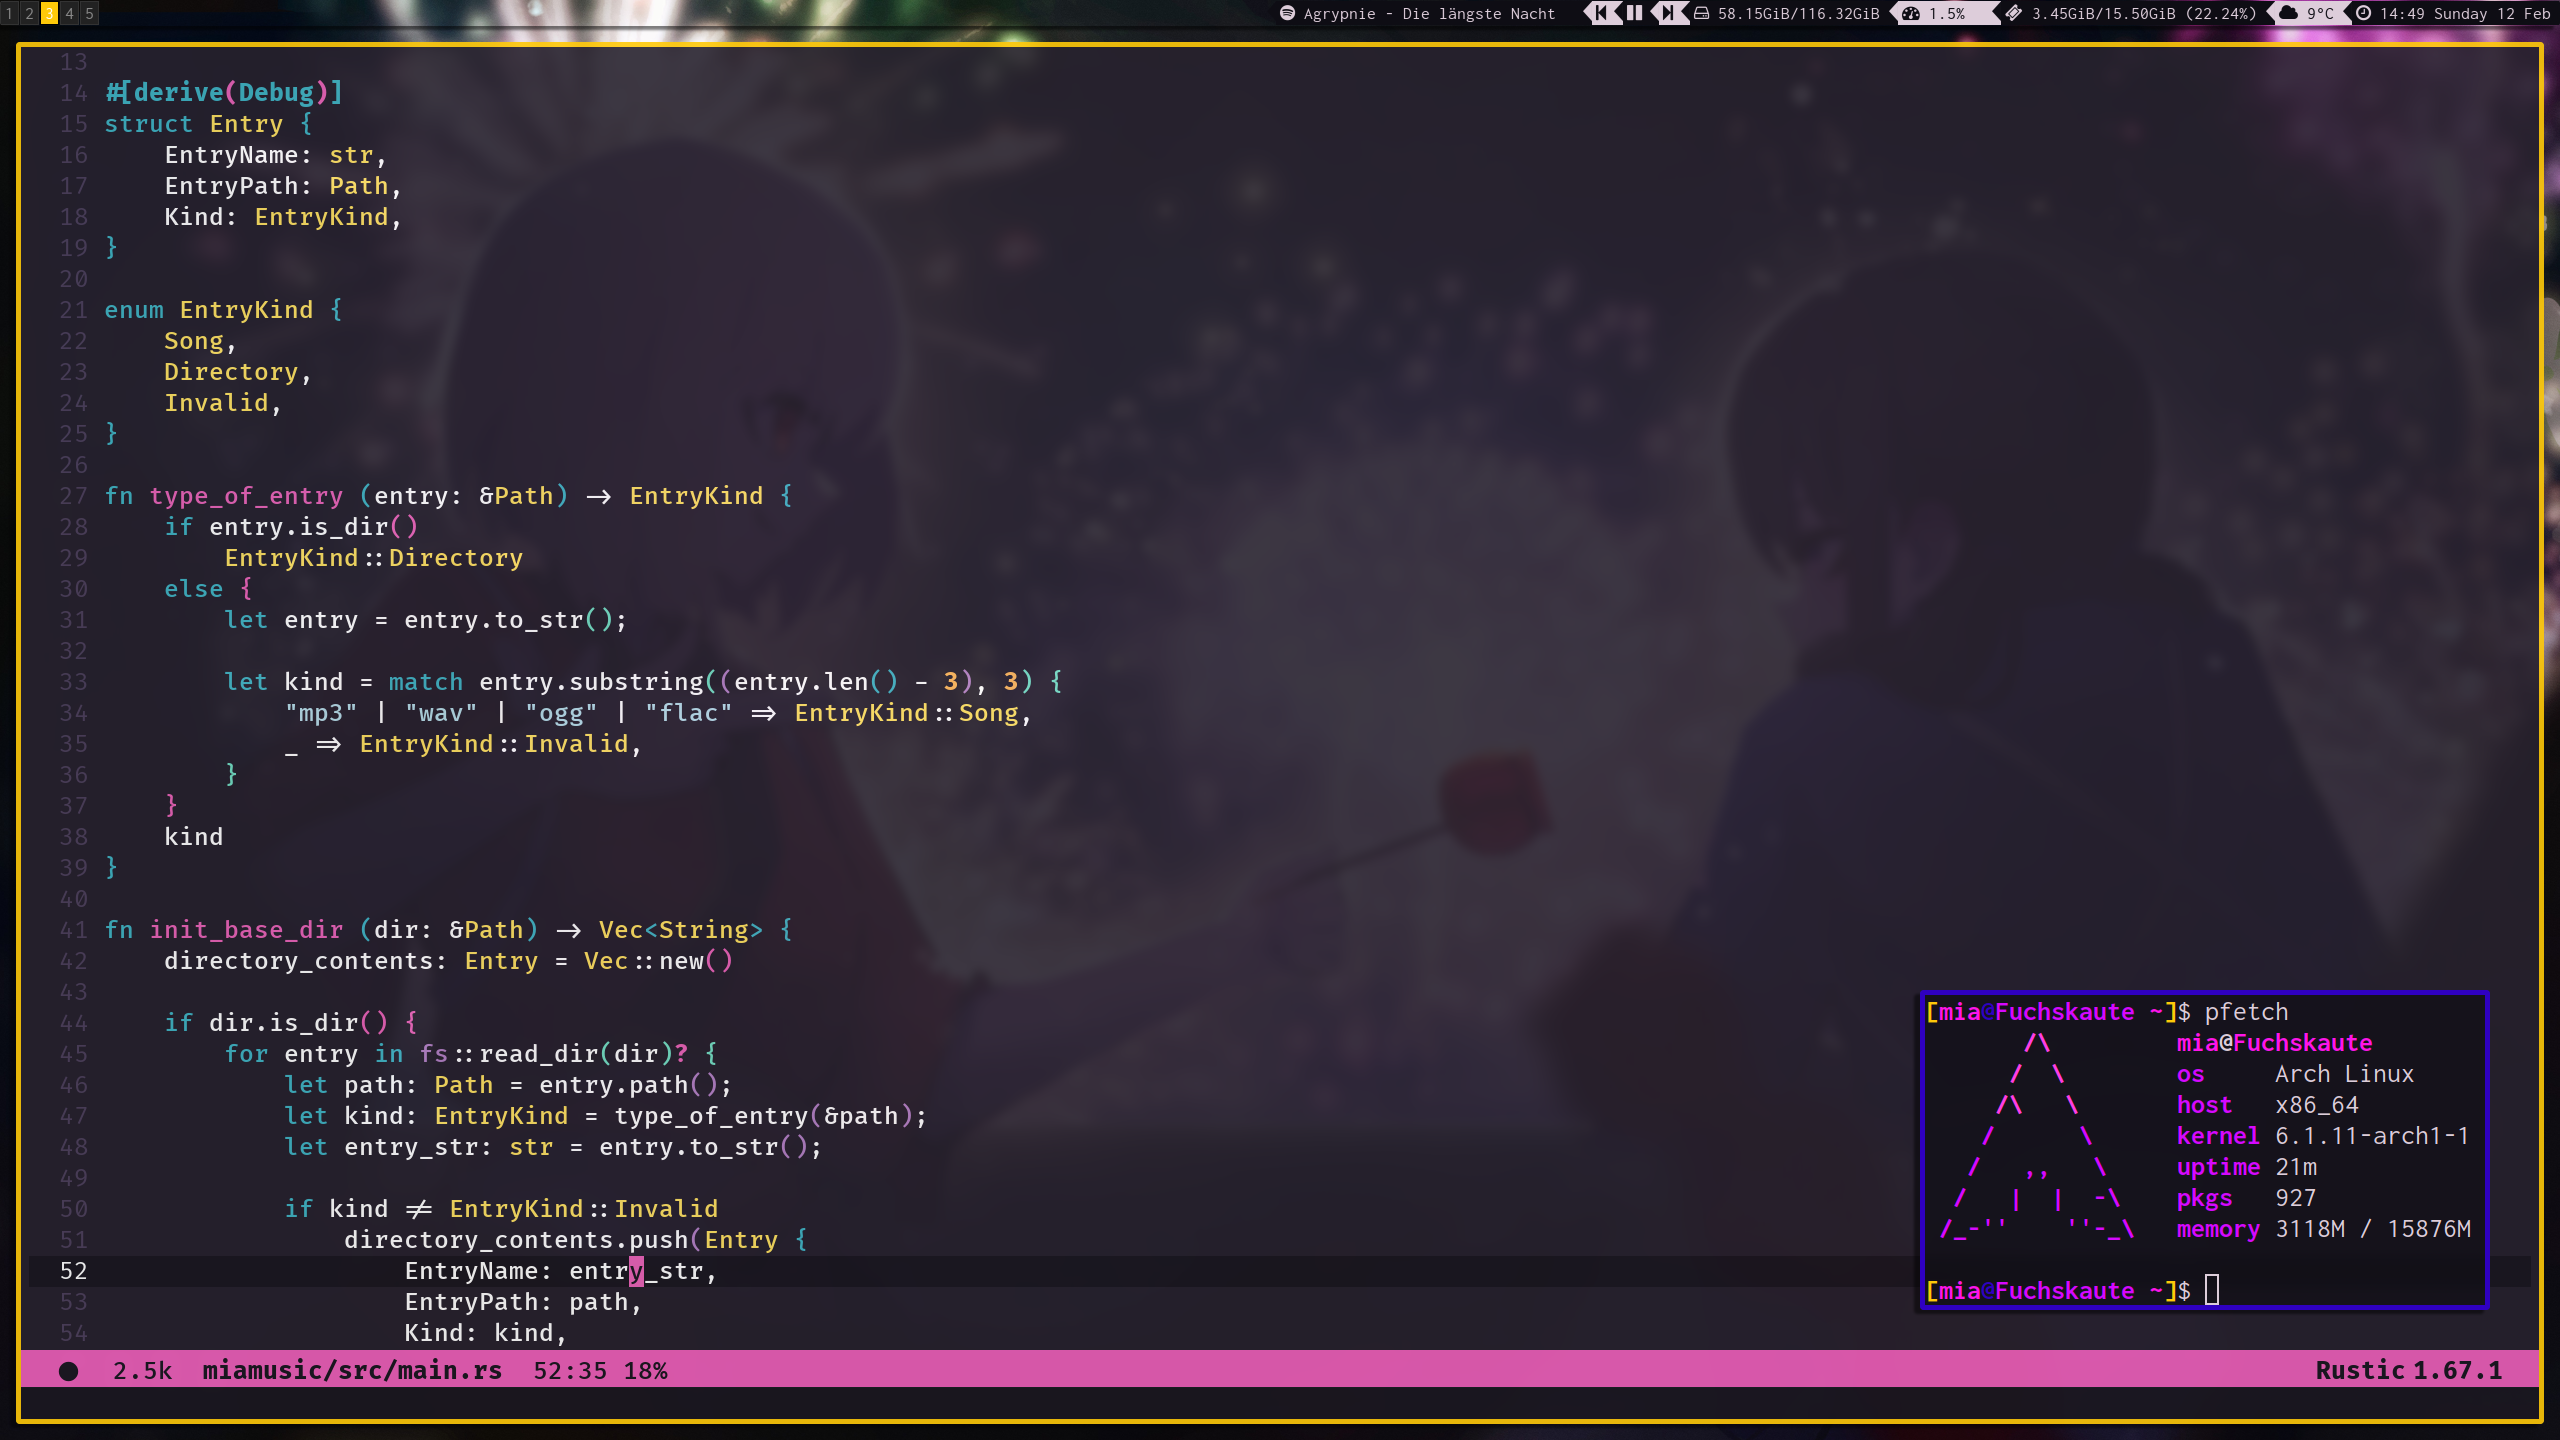 1 2 3 4 5 Agrypnie - Die längste Nacht 58.15GiB/116.32GiB 1.5% 3.45GiB/15.50GiB (22.24%) 9°C 14:49 Sunday 12 Feb
13
14 #[derive(Debug)]
15 struct Entry {
16     EntryName: str,
17     EntryPath: Path,
18     Kind: EntryKind,
19 }
20
21 enum EntryKind {
22     Song,
23     Directory,
24     Invalid,
25 }
26
27 fn type_of_entry (entry: &Path) -> EntryKind {
28     if entry.is_dir()
29         EntryKind::Directory
30     else {
31         let entry = entry.to_str();
32
33         let kind = match entry.substring((entry.len() - 3), 3) {
34             "mp3" | "wav" | "ogg" | "flac" => EntryKind::Song,
35             _ => EntryKind::Invalid,
36         }
37     }
38     kind
39 }
40
41 fn init_base_dir (dir: &Path) -> Vec<String> {
42     directory_contents: Entry = Vec::new()
43
44     if dir.is_dir() {
45         for entry in fs::read_dir(dir)? {
46             let path: Path = entry.path();
47             let kind: EntryKind = type_of_entry(&path);
48             let entry_str: str = entry.to_str();
49
50             if kind != EntryKind::Invalid
51                 directory_contents.push(Entry {
52                     EntryName: entry_str,
53                     EntryPath: path,
54                     Kind: kind,
2.5k miamusic/src/main.rs 52:35 18% Rustic 1.67.1
[mia@Fuchskaute ~]$ pfetch
       /\         mia@Fuchskaute
      /  \        os     Arch Linux
     /\   \       host   x86_64
    /      \      kernel 6.1.11-arch1-1
   /   ,,   \     uptime 21m
  /   |  |  -\    pkgs   927
 /_-''    ''-_\   memory 3118M / 15876M
[mia@Fuchskaute ~]$